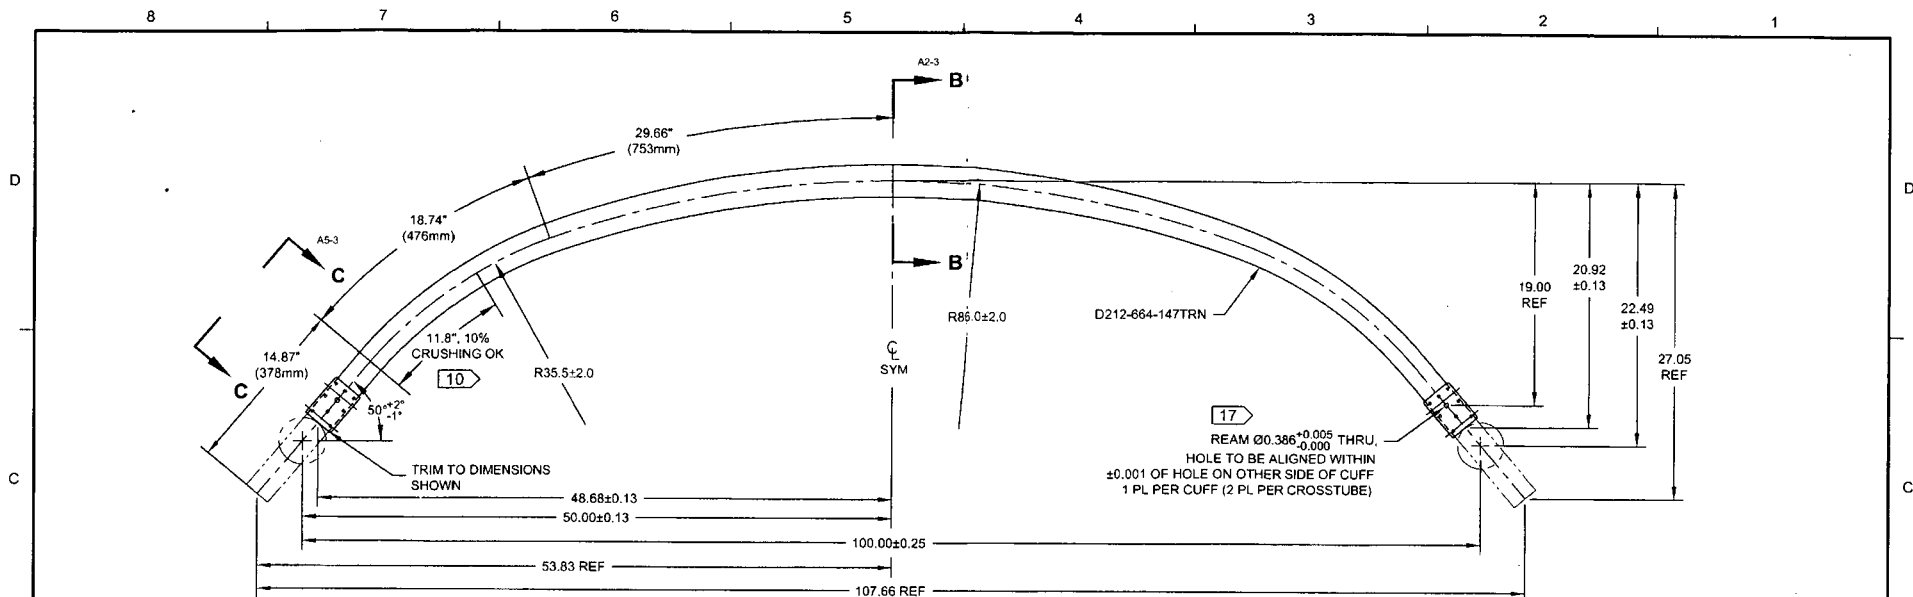 8 7 6 5 4 3 2 1
A2-3
B
29.66"
(753mm)
D
D
18.74"
(476mm)
A5-3
C
B
R86.0±2.0
D212-664-147TRN
19.00
REF
20.92
±0.13
22.49
±0.13
27.05
REF
11.8", 10%
CRUSHING OK
10
R35.5±2.0
℄
SYM
14.87"
(378mm)
C
50°+2°
-1°
17
REAM Ø0.386+0.005 THRU,
-0.000
HOLE TO BE ALIGNED WITHIN
±0.001 OF HOLE ON OTHER SIDE OF CUFF
1 PL PER CUFF (2 PL PER CROSSTUBE)
TRIM TO DIMENSIONS
SHOWN
C
C
48.68±0.13
50.00±0.13
100.00±0.25
53.83 REF
107.66 REF